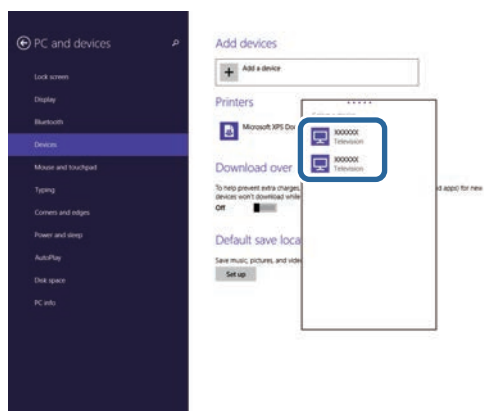 PC and devices
Lock screen
Display
Bluetooth
Devices
Mouse and touchpad
Typing
Corners and edges
Power and sleep
AutoPlay
Disk space
PC info
Add devices
Add a device
Printers
Microsoft XPS Doc
Download over
To help prevent extra charges,
devices won't download while
d apps) for new
Off
Default save loca
Save music, pictures, and vide
Set up
XXXXXX
Television
XXXXXX
Television